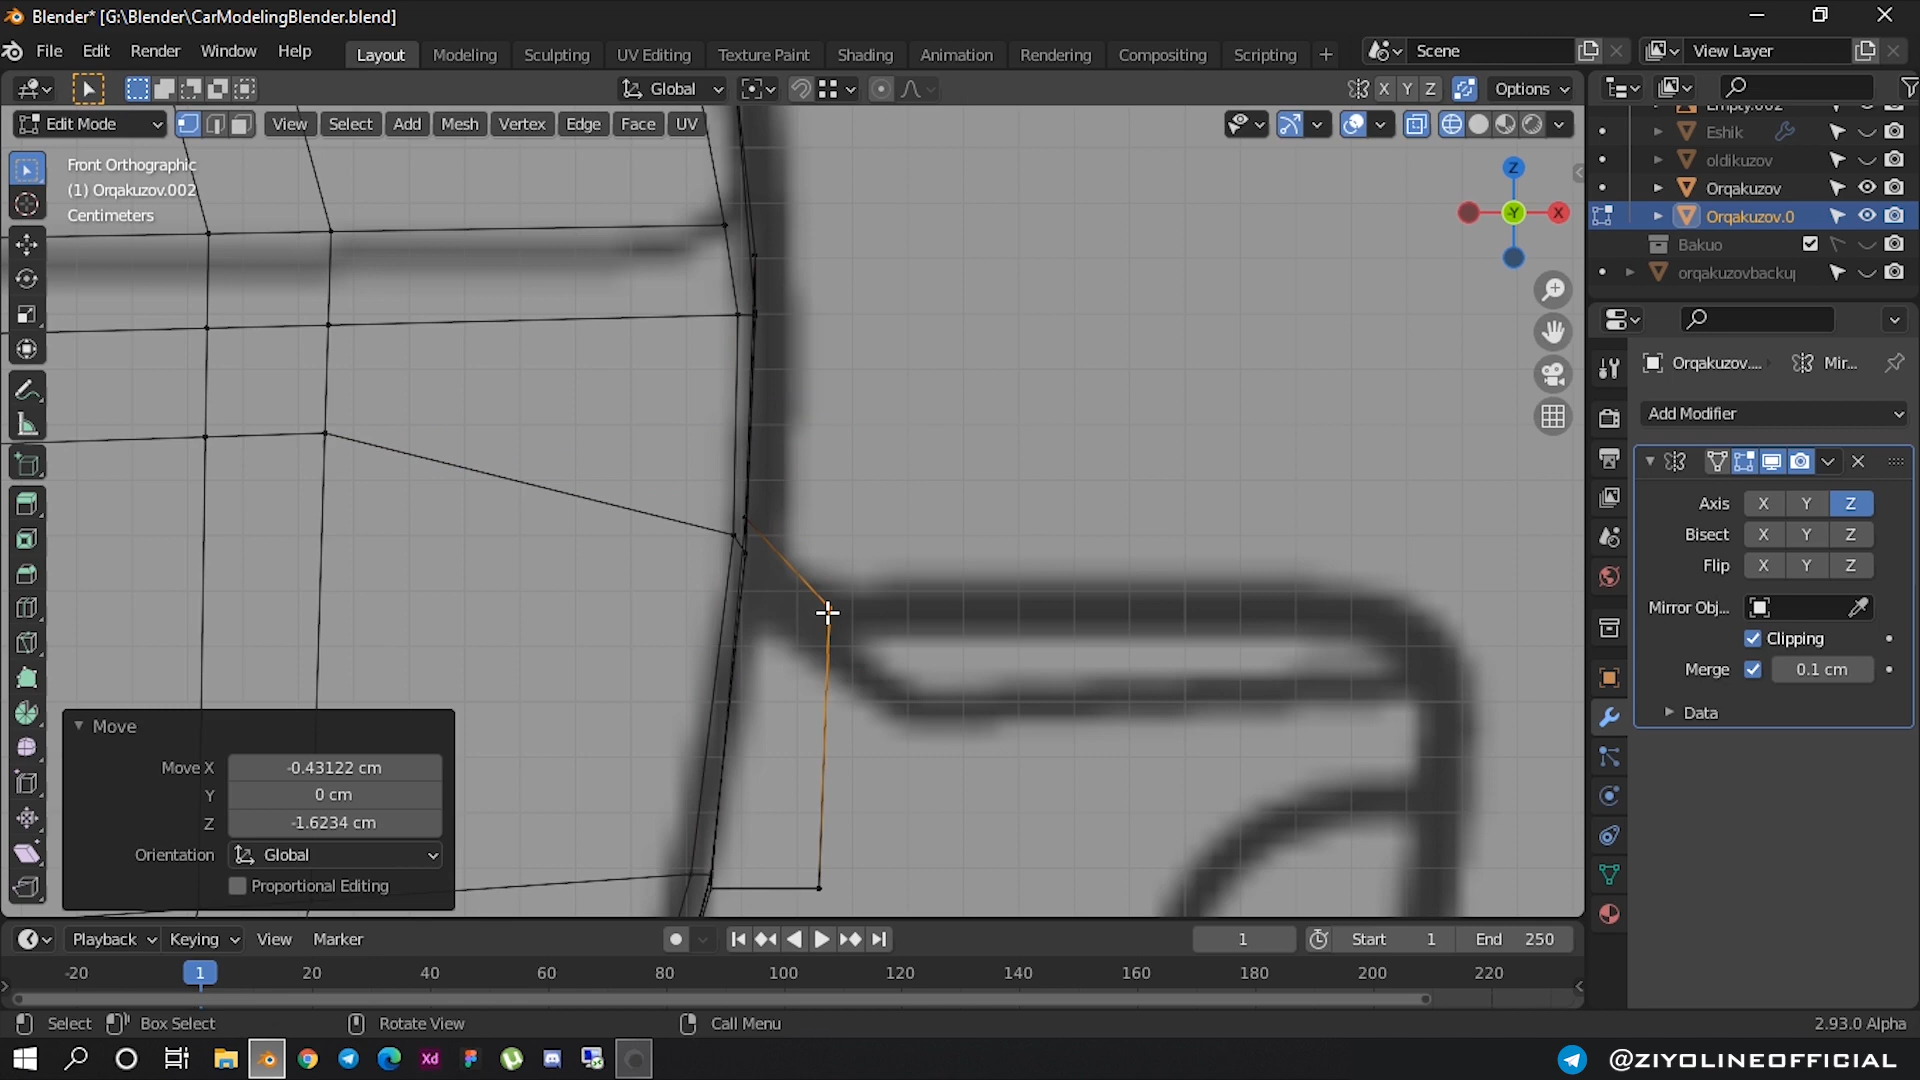 Blender* [G:\Blender\CarModelingBlender.blend]
File Edit Render Window Help Layout Modeling Sculpting UV Editing Texture Paint Shading Animation Rendering Compositing Scripting + Scene View Layer
Global X Y Z Options
Edit Mode View Select Add Mesh Vertex Edge Face UV
Front Orthographic
(1) Orqakuzov.002
Centimeters
Z
-Y
X
Empty.002
Eshik
oldikuzov
Orqakuzov
Orqakuzov.0
Bakuo
orqakuzovbackup
Orqakuzov.... Mir...
Add Modifier
Axis X Y Z
Bisect X Y Z
Flip X Y Z
Mirror Obj...
Clipping
Merge 0.1 cm
Data
Move
Move X -0.43122 cm
Y 0 cm
Z -1.6234 cm
Orientation Global
Proportional Editing
Playback Keying View Marker 1 Start 1 End 250
-20 1 20 40 60 80 100 120 140 160 180 200 220
Select Box Select Rotate View Call Menu 2.93.0 Alpha
Xd @ZIYOLINEOFFICIAL